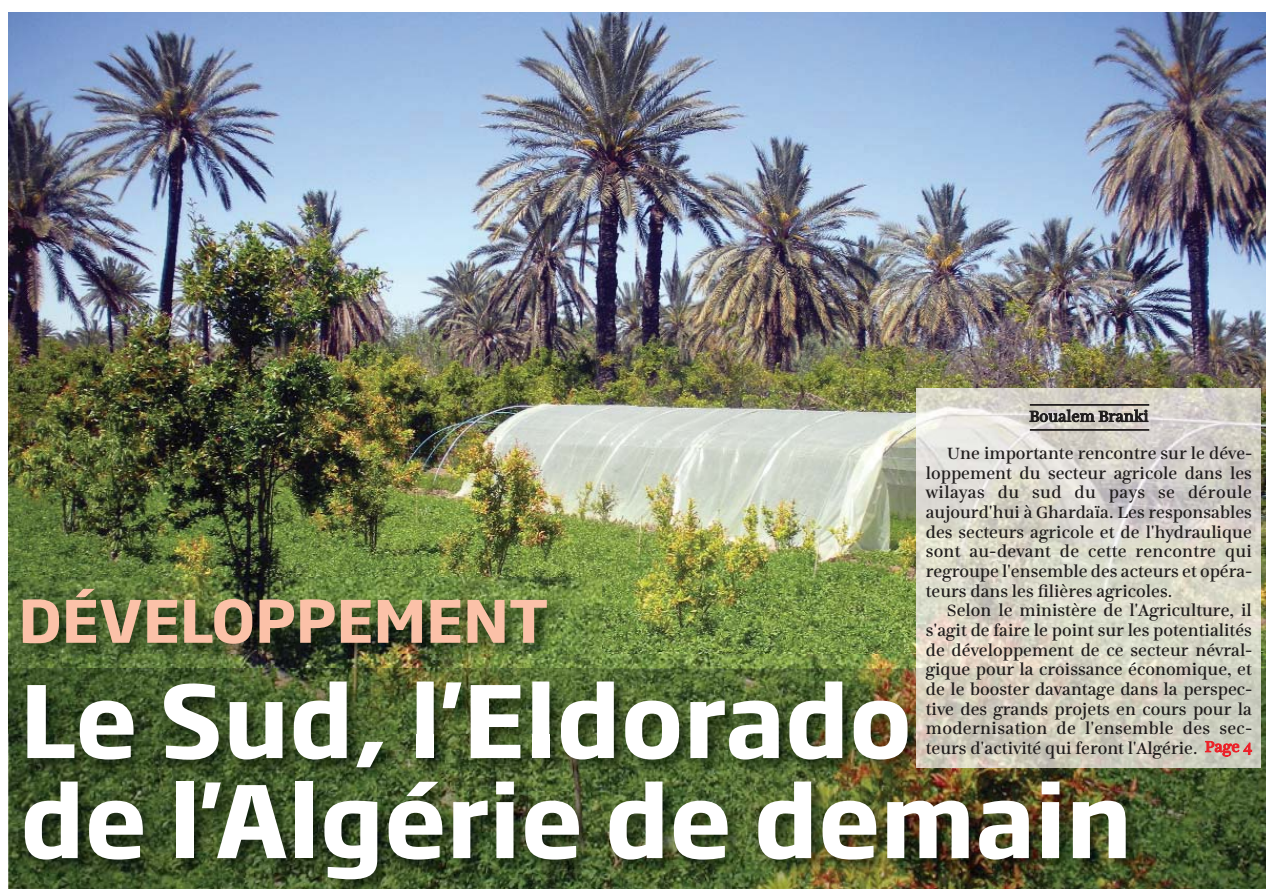 DÉVELOPPEMENT
Le Sud, l'Eldorado
de l'Algérie de demain
Boualem Branki
Une importante rencontre sur le déve-
loppement du secteur agricole dans les
wilayas du sud du pays se déroule
aujourd'hui à Ghardaïa. Les responsables
des secteurs agricole et de l'hydraulique
sont au-devant de cette rencontre qui
regroupe l'ensemble des acteurs et opéra-
teurs dans les filières agricoles.
Selon le ministère de l'Agriculture, il
s'agit de faire le point sur les potentialités
de développement de ce secteur névral-
gique pour la croissance économique, et
de le booster davantage dans la perspec-
tive des grands projets en cours pour la
modernisation de l'ensemble des sec-
teurs d'activité qui feront l'Algérie. Page 4